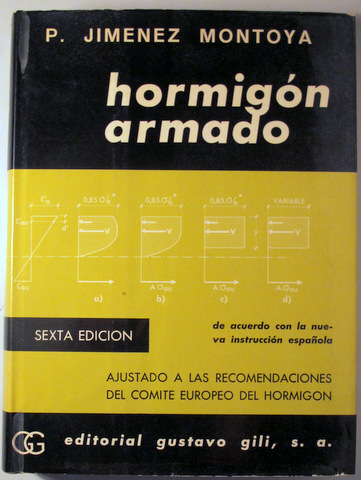 P. JIMENEZ MONTOYA
hormigón
armado
0,85.σ 0,85.σ 0,85.σ VARIABLE
V V
a) b) c) d)
SEXTA EDICION
de acuerdo con la nue-
va instrucción española
AJUSTADO A LAS RECOMENDACIONES
DEL COMITE EUROPEO DEL HORMIGON
GG editorial gustavo gili, s. a.